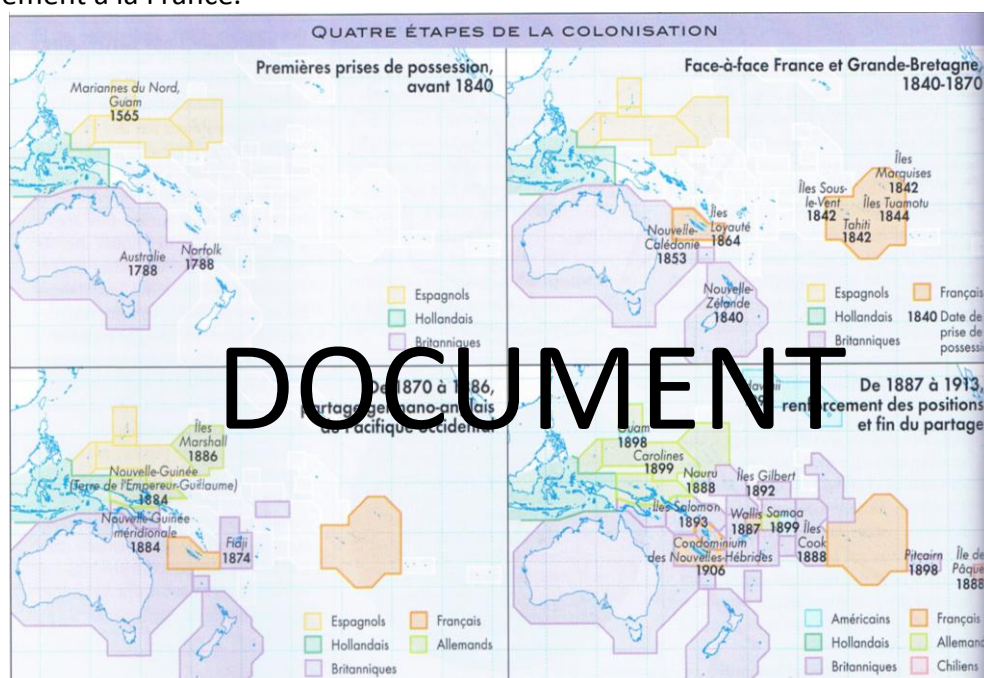 ement à la France.
QUATRE ÉTAPES DE LA COLONISATION
Premières prises de possession,
avant 1840
Mariannes du Nord,
Guam
1565
Australie
1788
Norfolk
1788
Espagnols
Hollandais
Britanniques
Face-à-face France et Grande-Bretagne,
1840-1870
Îles
Marquises
1842
Îles Sous-
le-Vent
1842
Îles Tuamotu
1844
Tahiti
1842
Îles
Loyauté
1864
Nouvelle-
Calédonie
1853
Nouvelle-
Zélande
1840
Espagnols
Français
Hollandais
1840 Date de
prise de
Britanniques
DOCUMENT
De 1870 à 1886,
partage germano-anglais
du Pacifique occidental
Îles
Marshall
1886
Nouvelle-Guinée
(Terre de l'Empereur-Guillaume)
1884
Nouvelle-Guinée
méridionale
1884
Fidji
1874
Espagnols
Français
Hollandais
Allemands
Britanniques
De 1887 à 1913,
renforcement des positions
et fin du partage
Guam
1898
Carolines
1899
Nauru
1888
Îles Gilbert
1892
Îles Salomon
1893
Wallis
1887
Samoa
1899
Îles
Cook
1888
Condominium
des Nouvelles-Hébrides
1906
Pitcairn
1898
Île de
1888
Américains
Français
Hollandais
Britanniques
Chiliens